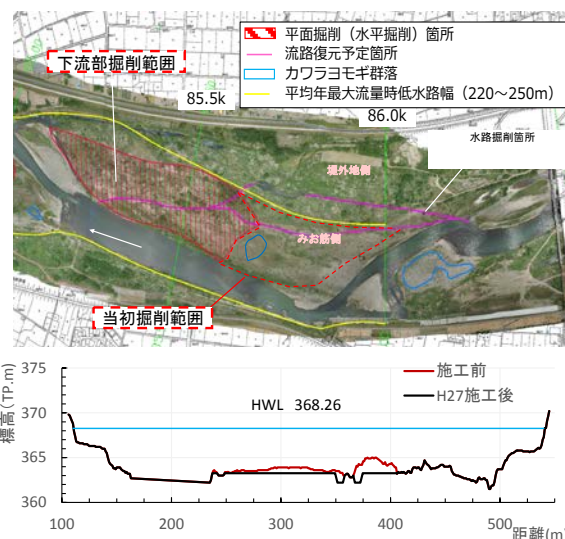 平面掘削（水平掘削）箇所
流路復元予定箇所
カワラヨモギ群落
平均年最大流量時低水路幅（220～250m）
下流部掘削範囲
85.5k
86.0k
水路掘削箇所
堤外地側
みお筋側
当初掘削範囲
375
370
365
360
標高(TP.m)
HWL 368.26
施工前
H27施工後
100
200
300
400
500
距離(m)